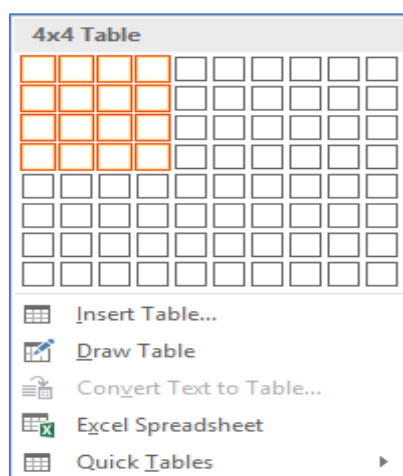 4x4 Table
Insert Table...
Draw Table
Convert Text to Table...
Excel Spreadsheet
Quick Tables